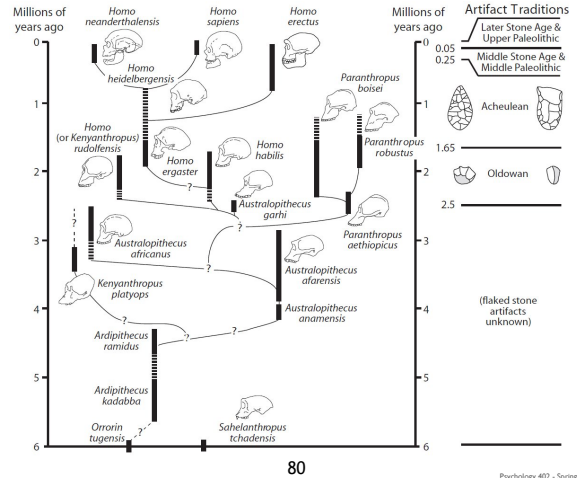 Millions of
years ago
Homo
neanderthalensis
Homo
sapiens
Homo
erectus
Millions of
years ago
Artifact Traditions
0
0
Later Stone Age &
Upper Paleolithic
0.05
0.25
Middle Stone Age &
Middle Paleolithic
Homo
heidelbergensis
Paranthropus
boisei
1
1
Acheulean
Homo
(or Kenyanthropus)
rudolfensis
Homo
ergaster
Homo
habilis
Paranthropus
robustus
1.65
2
2
Oldowan
?
Australopithecus
garhi
2.5
?
?
Paranthropus
aethiopicus
3
3
Australopithecus
africanus
?
Australopithecus
afarensis
Kenyanthropus
platyops
(flaked stone
artifacts
unknown)
4
4
Australopithecus
anamensis
?
?
?
Ardipithecus
ramidus
5
5
Ardipithecus
kadabba
Orrorin
tugensis
?
Sahelanthropus
tchadensis
6
6
80
Psychology 402 - Spring